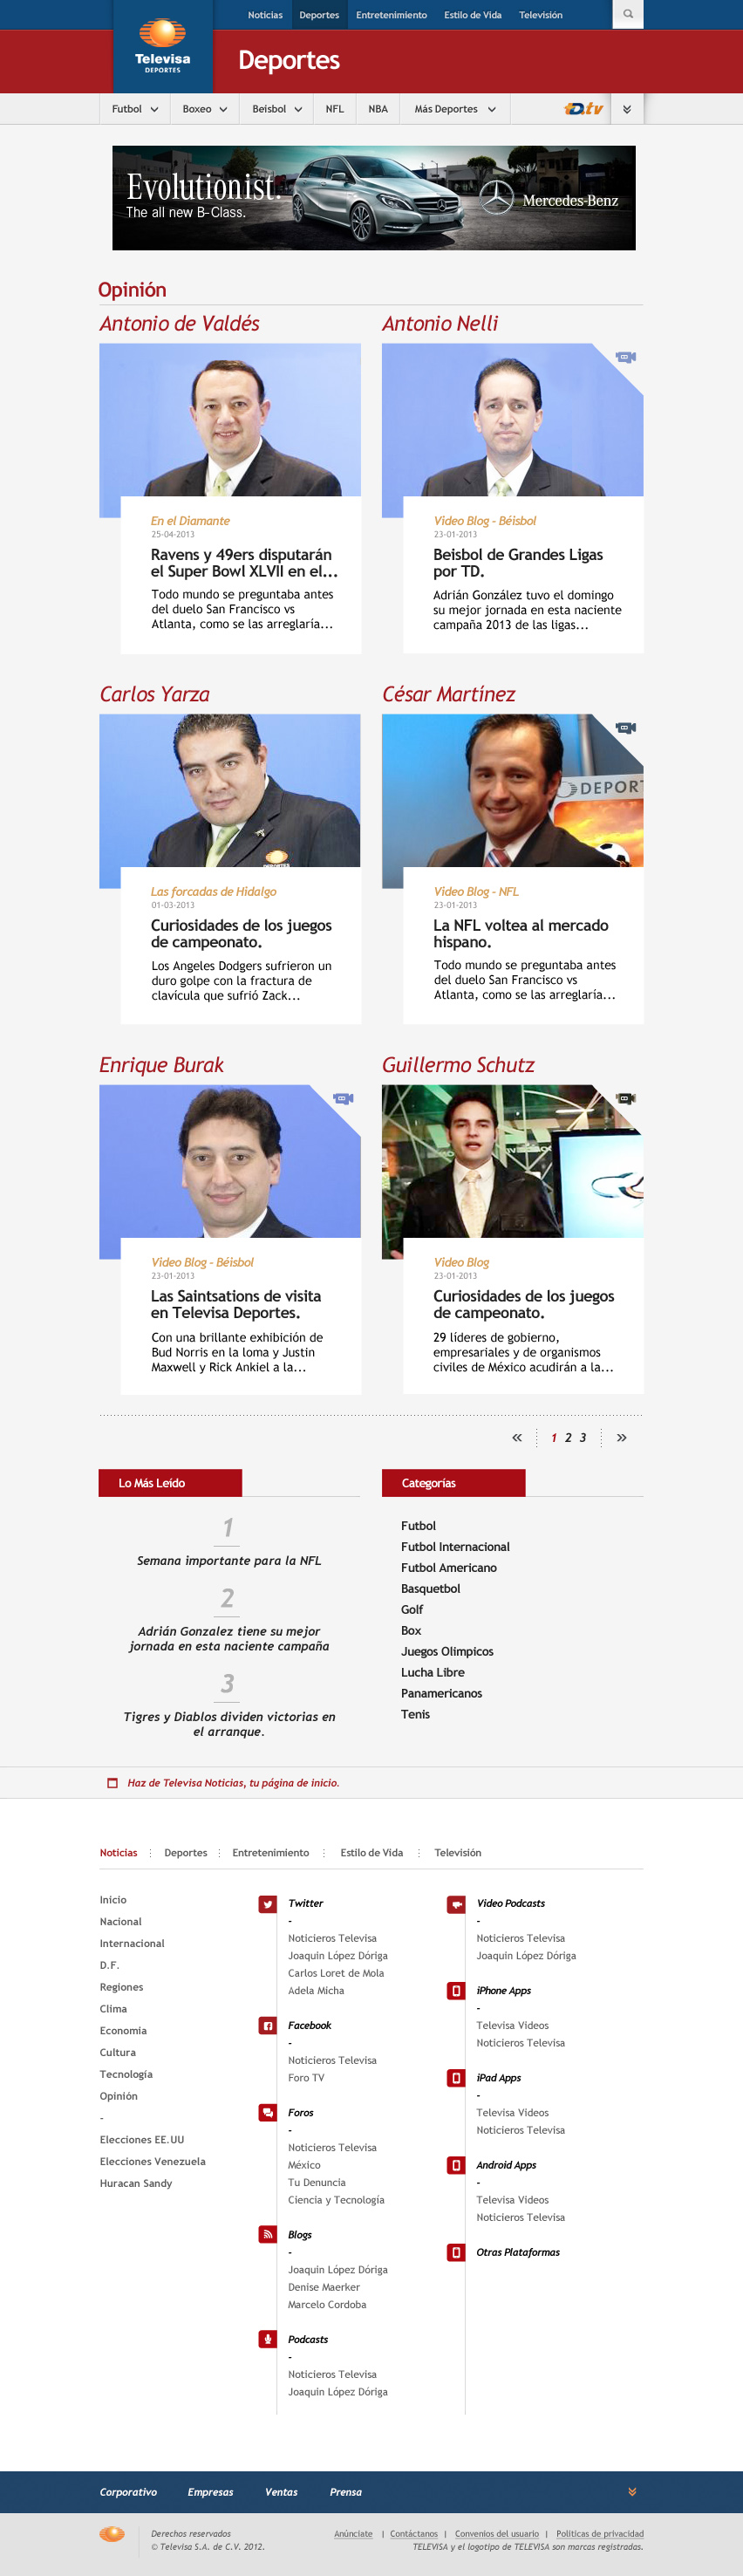 Noticias Deportes Entretenimiento Estilo de Vida Televisión
Televisa
DEPORTES
Deportes
Futbol Boxeo Beisbol NFL NBA Más Deportes
tD.tv
Evolutionist.
The all new B-Class.
Mercedes-Benz
Opinión
Antonio de Valdés
En el Diamante
25-04-2013
Ravens y 49ers disputarán
el Super Bowl XLVII en el...
Todo mundo se preguntaba antes
del duelo San Francisco vs
Atlanta, como se las arreglaría...
Antonio Nelli
Video Blog - Béisbol
23-01-2013
Beisbol de Grandes Ligas
por TD.
Adrián González tuvo el domingo
su mejor jornada en esta naciente
campaña 2013 de las ligas...
Carlos Yarza
DEPORTES
Las forcadas de Hidalgo
01-03-2013
Curiosidades de los juegos
de campeonato.
Los Angeles Dodgers sufrieron un
duro golpe con la fractura de
clavícula que sufrió Zack...
César Martínez
DEPORT
Video Blog - NFL
23-01-2013
La NFL voltea al mercado
hispano.
Todo mundo se preguntaba antes
del duelo San Francisco vs
Atlanta, como se las arreglaría...
Enrique Burak
Video Blog - Béisbol
23-01-2013
Las Saintsations de visita
en Televisa Deportes.
Con una brillante exhibición de
Bud Norris en la loma y Justin
Maxwell y Rick Ankiel a la...
Guillermo Schutz
Video Blog
23-01-2013
Curiosidades de los juegos
de campeonato.
29 líderes de gobierno,
empresariales y de organismos
civiles de México acudirán a la...
« 1 2 3 »
Lo Más Leído
1
Semana importante para la NFL
2
Adrián Gonzalez tiene su mejor
jornada en esta naciente campaña
3
Tigres y Diablos dividen victorias en
el arranque.
Categorías
Futbol
Futbol Internacional
Futbol Americano
Basquetbol
Golf
Box
Juegos Olimpicos
Lucha Libre
Panamericanos
Tenis
Haz de Televisa Noticias, tu página de inicio.
Noticias Deportes Entretenimiento Estilo de Vida Televisión
Inicio
Nacional
Internacional
D.F.
Regiones
Clima
Economía
Cultura
Tecnología
Opinión
-
Elecciones EE.UU
Elecciones Venezuela
Huracan Sandy
Twitter
-
Noticieros Televisa
Joaquin López Dóriga
Carlos Loret de Mola
Adela Micha
Facebook
-
Noticieros Televisa
Foro TV
Foros
-
Noticieros Televisa
México
Tu Denuncia
Ciencia y Tecnología
Blogs
-
Joaquin López Dóriga
Denise Maerker
Marcelo Cordoba
Podcasts
-
Noticieros Televisa
Joaquin López Dóriga
Video Podcasts
-
Noticieros Televisa
Joaquin López Dóriga
iPhone Apps
-
Televisa Videos
Noticieros Televisa
iPad Apps
-
Televisa Videos
Noticieros Televisa
Android Apps
-
Televisa Videos
Noticieros Televisa
Otras Plataformas
Corporativo Empresas Ventas Prensa
Derechos reservados
© Televisa S.A. de C.V. 2012.
Anúnciate | Contáctanos | Convenios del usuario | Políticas de privacidad
TELEVISA y el logotipo de TELEVISA son marcas registradas.